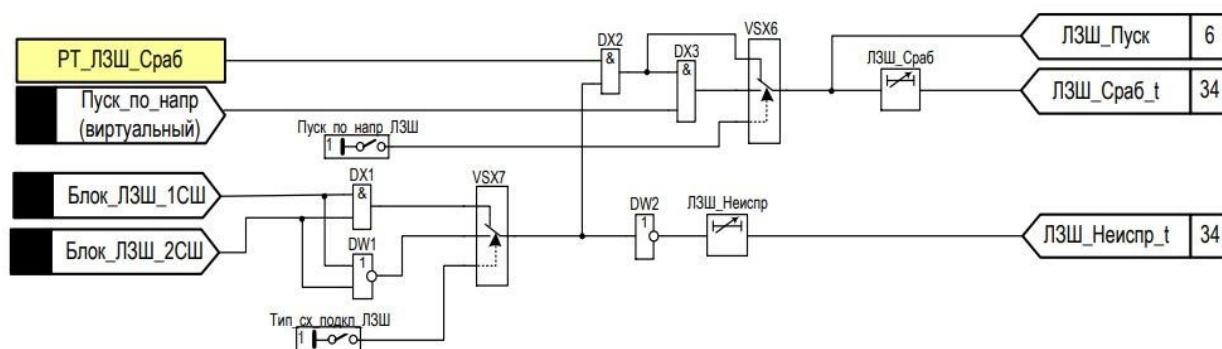 VSX6
DX2
&
DX3
&
ЛЗШ_Пуск
6
РТ_ЛЗШ_Сраб
ЛЗШ_Сраб
ЛЗШ_Сраб_t
34
Пуск_по_напр
(виртуальный)
Пуск_по_напр_ЛЗШ
1
Блок_ЛЗШ_1СШ
DX1
&
VSX7
DW2
1
ЛЗШ_Неиспр
ЛЗШ_Неиспр_t
34
Блок_ЛЗШ_2СШ
DW1
1
Тип_сх_подкл_ЛЗШ
1